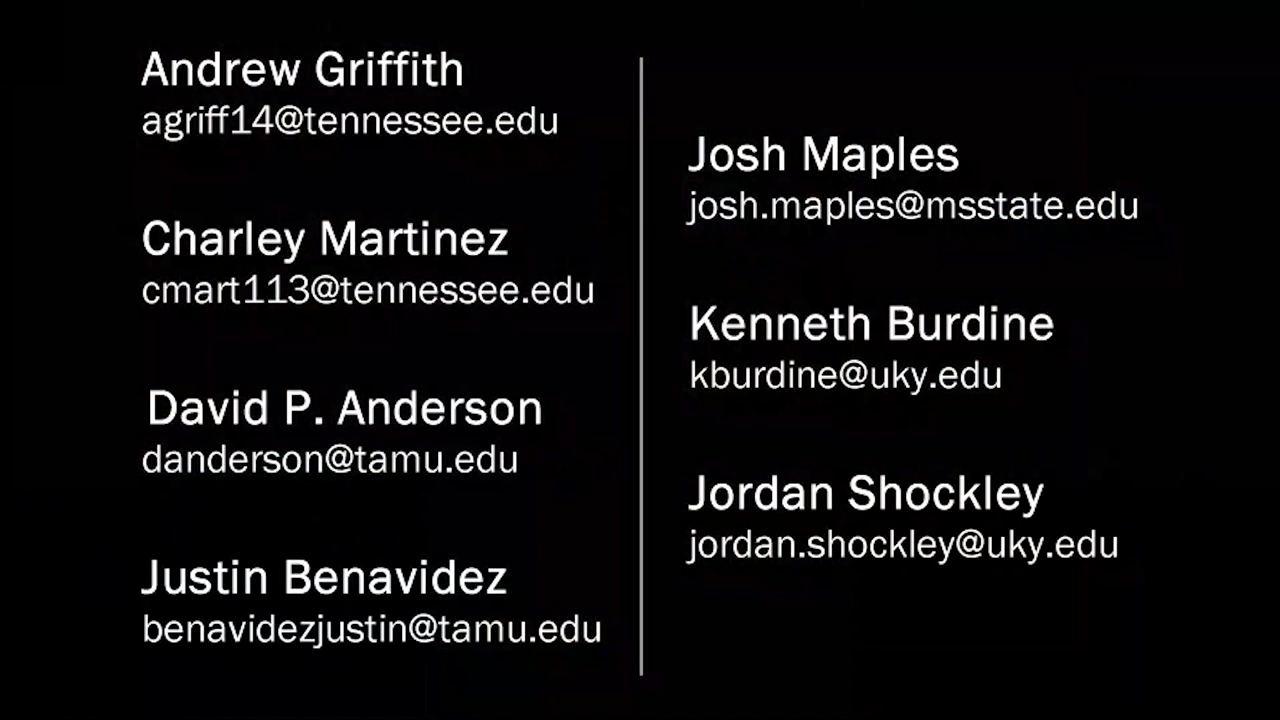 Andrew Griffith
agriff14@tennessee.edu
Charley Martinez
cmart113@tennessee.edu
David P. Anderson
danderson@tamu.edu
Justin Benavidez
benavidezjustin@tamu.edu
Josh Maples
josh.maples@msstate.edu
Kenneth Burdine
kburdine@uky.edu
Jordan Shockley
jordan.shockley@uky.edu